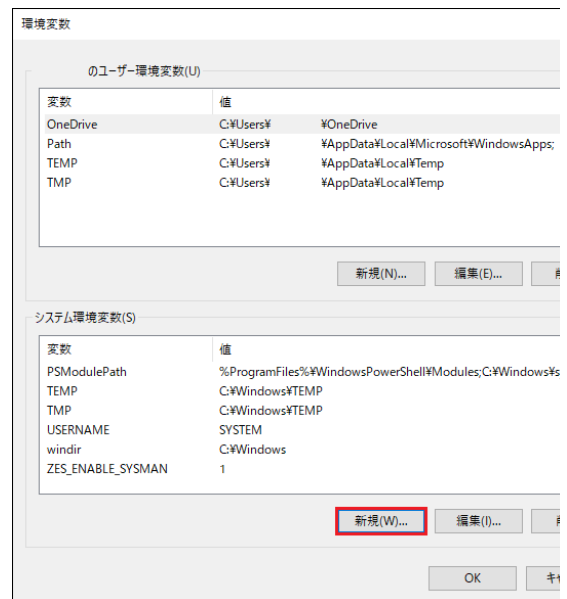 環境変数
のユーザー環境変数(U)
変数 値
OneDrive C:¥Users¥ ¥OneDrive
Path C:¥Users¥ ¥AppData¥Local¥Microsoft¥WindowsApps;
TEMP C:¥Users¥ ¥AppData¥Local¥Temp
TMP C:¥Users¥ ¥AppData¥Local¥Temp
新規(N)... 編集(E)...
システム環境変数(S)
変数 値
PSModulePath %ProgramFiles%¥WindowsPowerShell¥Modules;C:¥Windows¥s
TEMP C:¥Windows¥TEMP
TMP C:¥Windows¥TEMP
USERNAME SYSTEM
windir C:¥Windows
ZES_ENABLE_SYSMAN 1
新規(W)... 編集(I)...
OK キャ